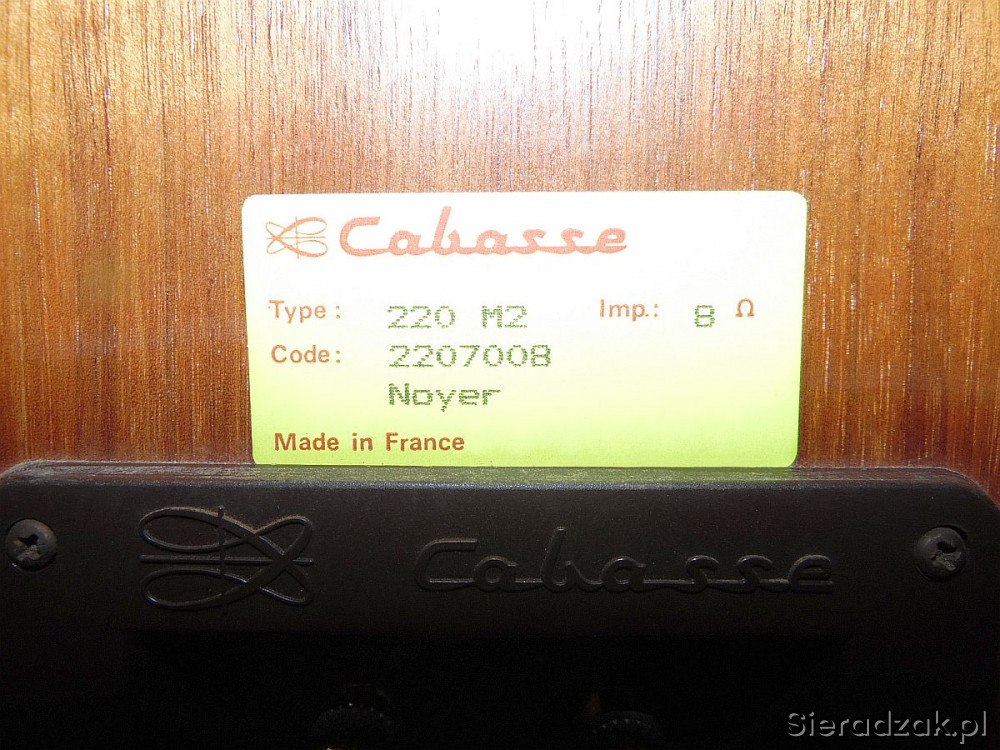 Cabasse
Type : 220 M2 Imp.: 8 Ω
Code: 2207008
Noyer
Made in France
Cabasse
Sieradzak.pl